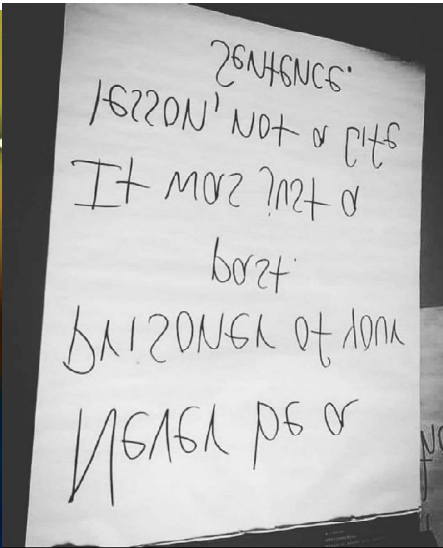 Never be a
prisoner of your
past.
It was just a
lesson, not a life
sentence.